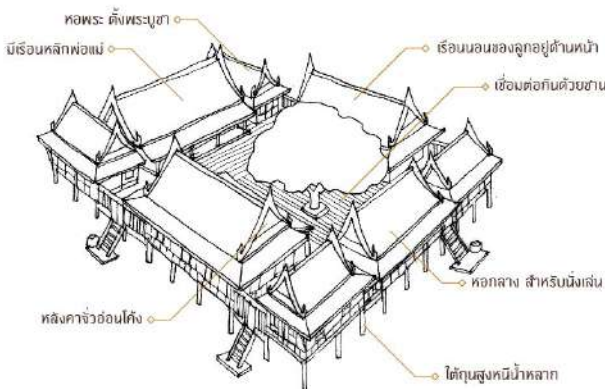 หอพระ ตั้งพระบูชา
มีเรือนหลักพ่อแม่
เรือนนอนของลูกอยู่ด้านหน้า
เชื่อมต่อกันด้วยชาน
หอกลาง สำหรับนั่งเล่น
หลังคาจั่วอ่อนโค้ง
ใต้ถุนสูงหนีน้ำหลาก